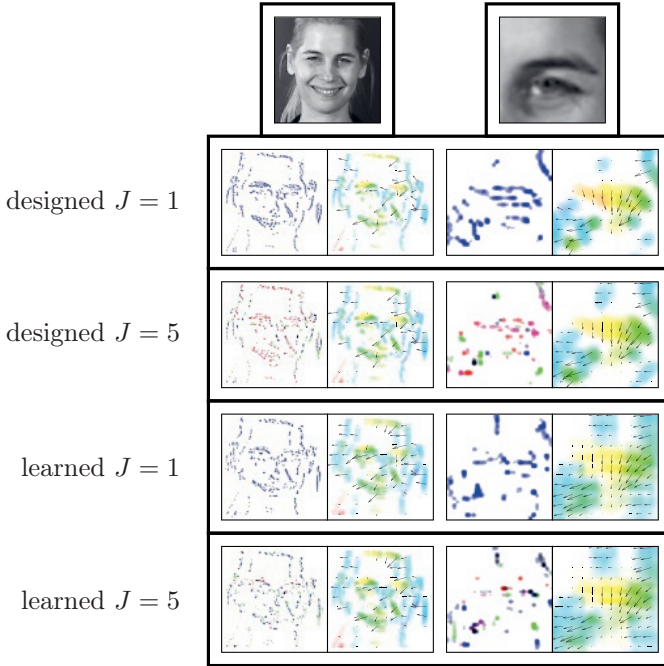 designed J = 1
designed J = 5
learned J = 1
learned J = 5